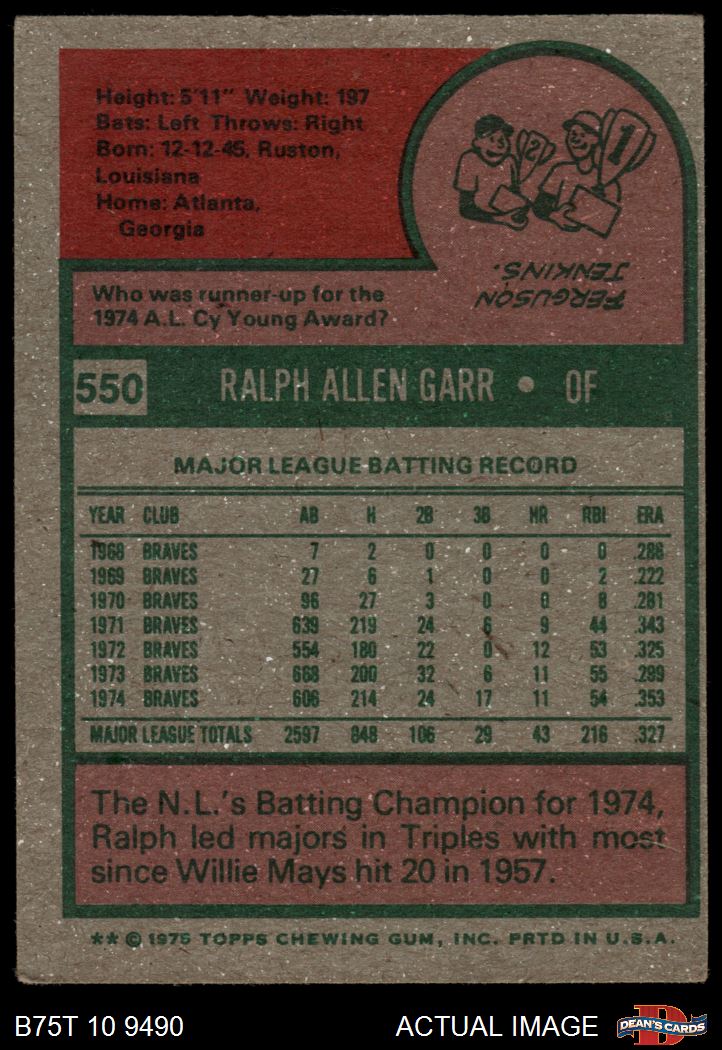 Height: 5'11" Weight: 197
Bats: Left Throws: Right
Born: 12-12-45, Ruston,
Louisiana
Home: Atlanta,
Georgia
1
2
FERGUSON
JENKINS.
Who was runner-up for the
1974 A.L. Cy Young Award?
550 RALPH ALLEN GARR • OF
MAJOR LEAGUE BATTING RECORD
YEAR CLUB AB H 2B 3B HR RBI ERA
1968 BRAVES 7 2 0 0 0 0 .286
1969 BRAVES 27 6 1 0 0 2 .222
1970 BRAVES 96 27 3 0 0 8 .281
1971 BRAVES 639 219 24 6 9 44 .343
1972 BRAVES 554 180 22 0 12 53 .325
1973 BRAVES 668 200 32 6 11 55 .299
1974 BRAVES 606 214 24 17 11 54 .353
MAJOR LEAGUE TOTALS 2597 848 106 29 43 216 .327
The N.L.'s Batting Champion for 1974,
Ralph led majors in Triples with most
since Willie Mays hit 20 in 1957.
** © 1975 TOPPS CHEWING GUM, INC. PRTD IN U.S.A.
B75T 10 9490 ACTUAL IMAGE D DEAN'S CARDS